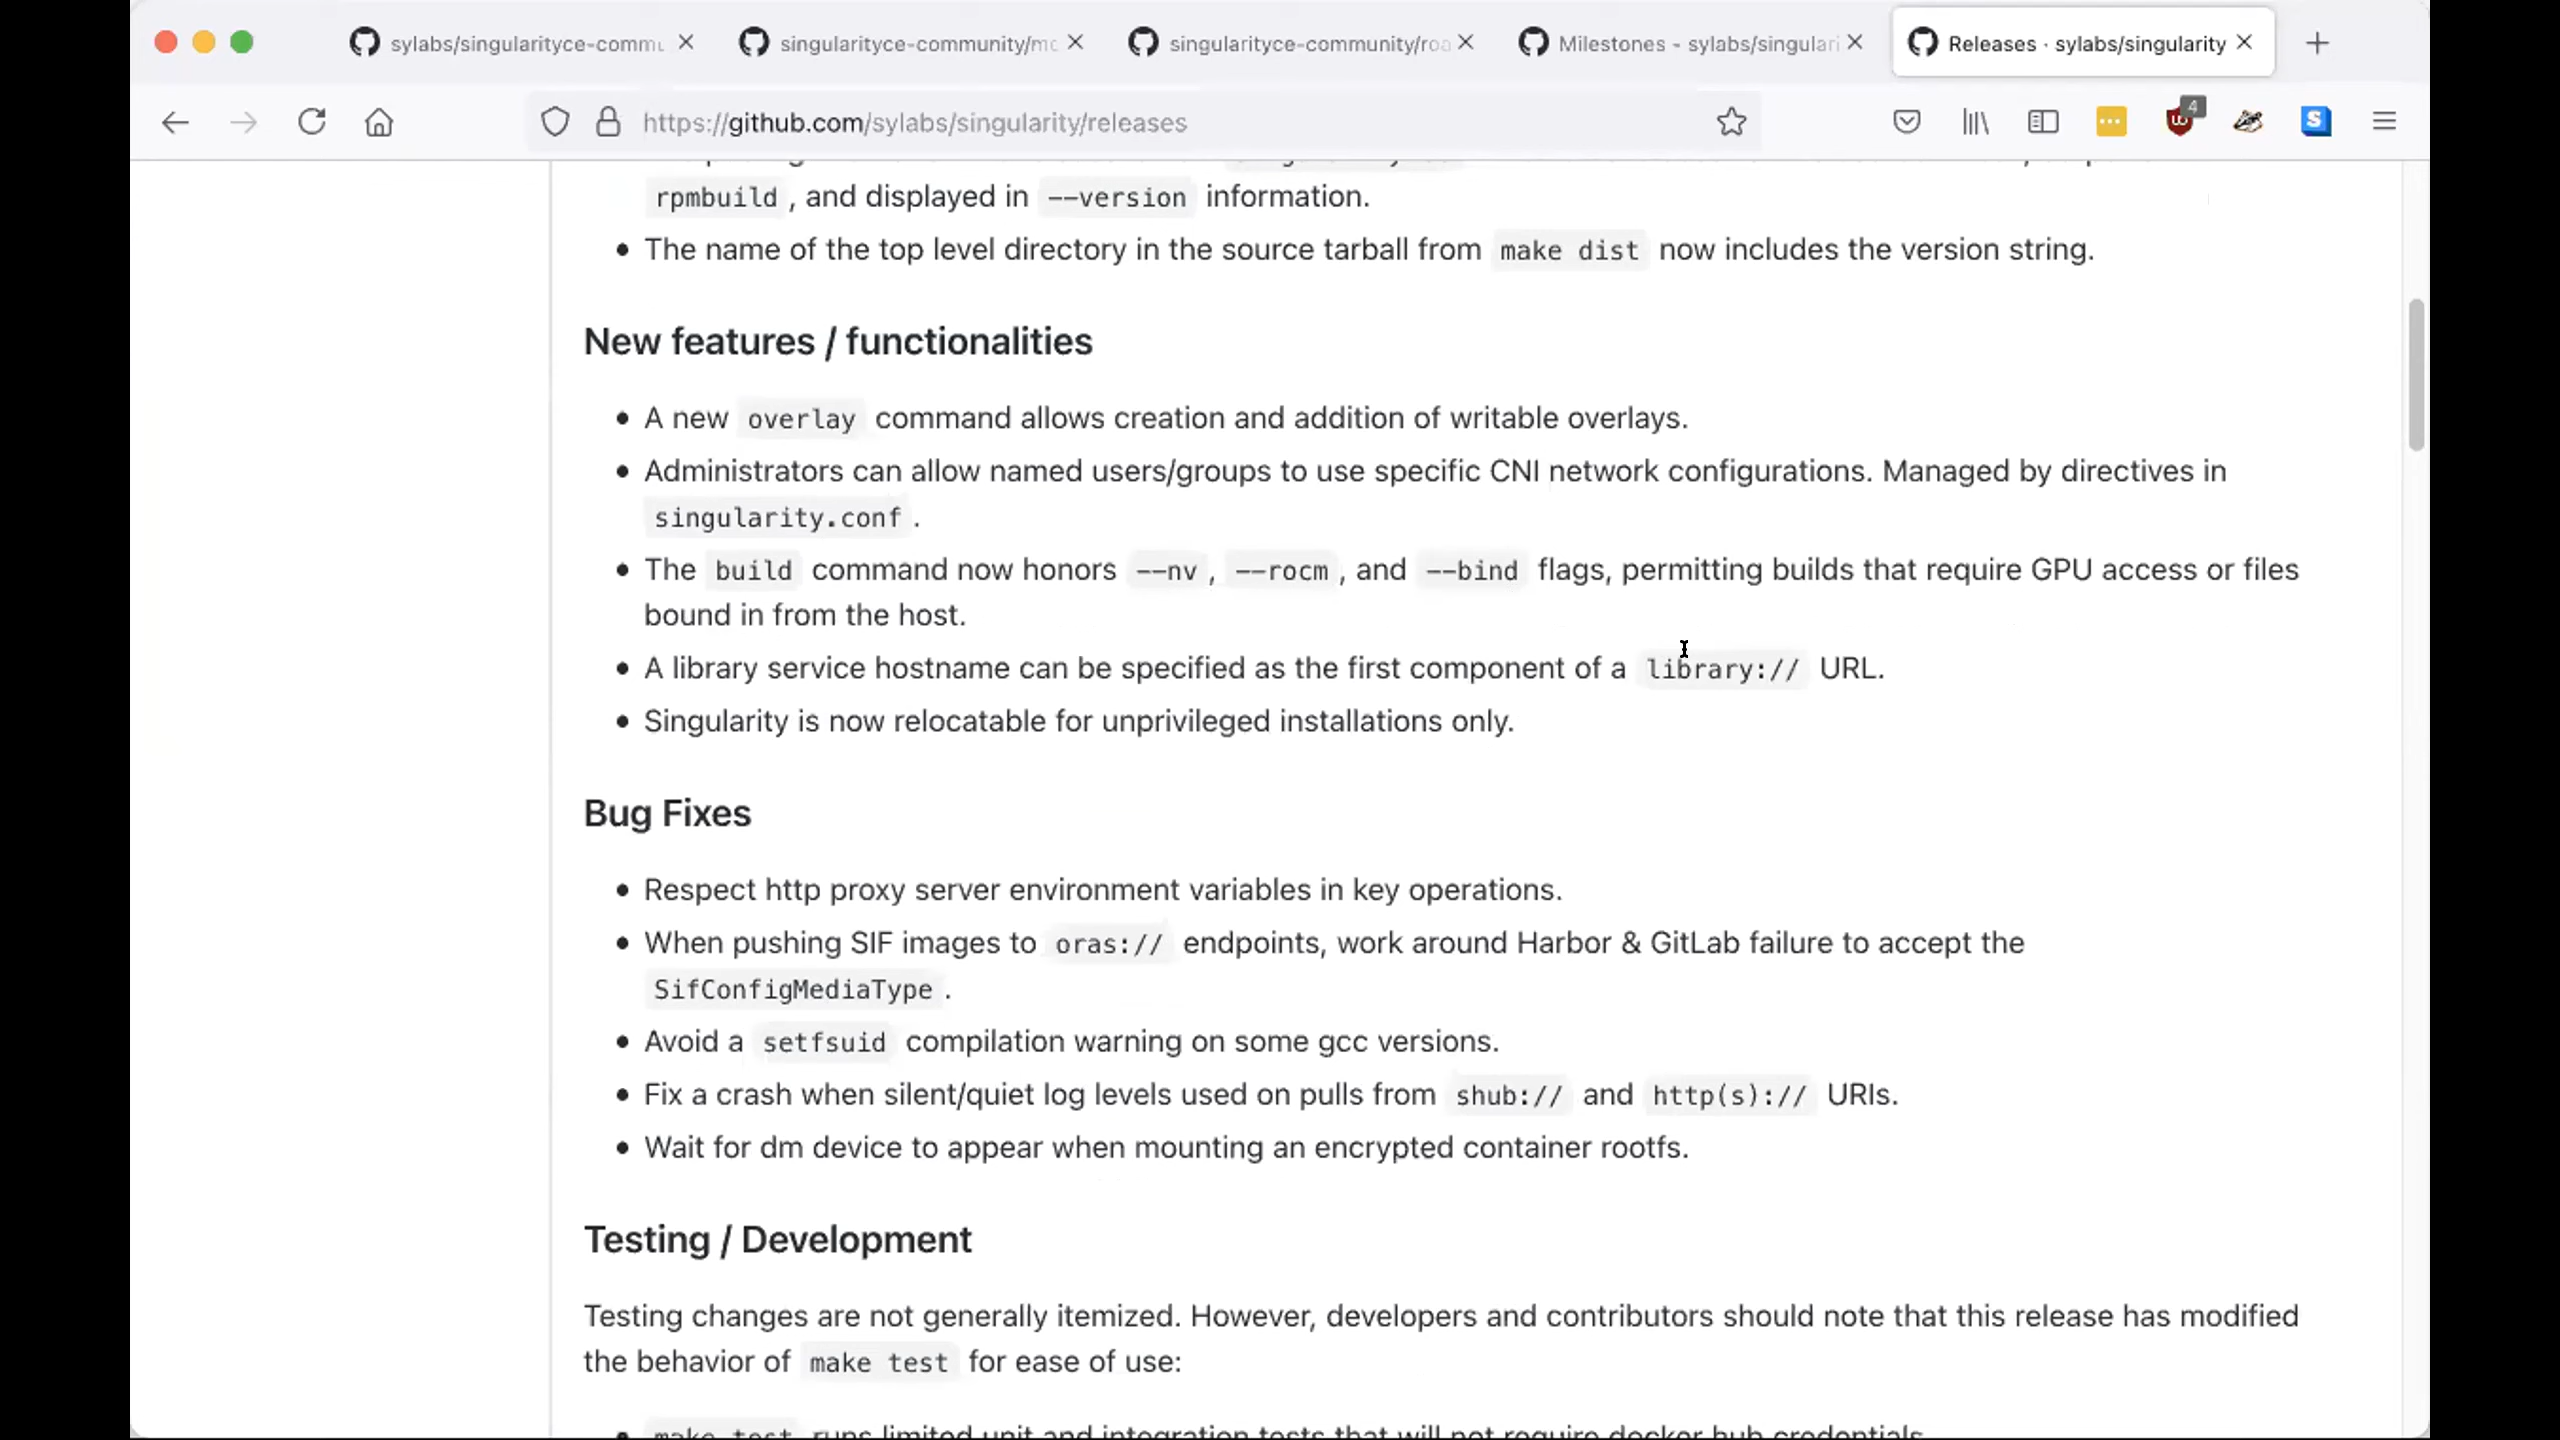 sylabs/singularityce-commu
singularityce-community/mo
singularityce-community/roa
Milestones - sylabs/singulari
Releases · sylabs/singularity
https://github.com/sylabs/singularity/releases
4
S
rpmbuild , and displayed in --version information.
The name of the top level directory in the source tarball from make dist now includes the version string.
New features / functionalities
A new overlay command allows creation and addition of writable overlays.
Administrators can allow named users/groups to use specific CNI network configurations. Managed by directives in
singularity.conf .
The build command now honors --nv , --rocm , and --bind flags, permitting builds that require GPU access or files
bound in from the host.
A library service hostname can be specified as the first component of a library:// URL.
Singularity is now relocatable for unprivileged installations only.
Bug Fixes
Respect http proxy server environment variables in key operations.
When pushing SIF images to oras:// endpoints, work around Harbor & GitLab failure to accept the
SifConfigMediaType .
Avoid a setfsuid compilation warning on some gcc versions.
Fix a crash when silent/quiet log levels used on pulls from shub:// and http(s):// URIs.
Wait for dm device to appear when mounting an encrypted container rootfs.
Testing / Development
Testing changes are not generally itemized. However, developers and contributors should note that this release has modified
the behavior of make test for ease of use:
make test runs limited unit and integration tests that will not require docker hub credentials.